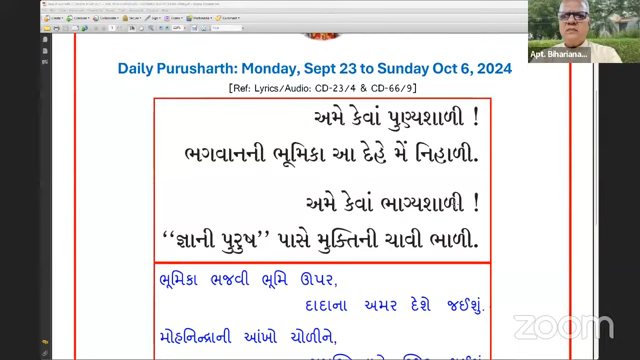 Apt. Bihariana...
Daily Purusharth: Monday, Sept 23 to Sunday Oct 6, 2024
[Ref: Lyrics/Audio: CD-23/4 & CD-66/9]
અમે કેવાં પુણ્યશાળી !
ભગવાનની ભૂમિકા આ દેહે મેં નિહાળી.
અમે કેવાં ભાગ્યશાળી !
“જ્ઞાની પુરુષ” પાસે મુક્તિની ચાવી ભાળી.
ભૂમિકા ભજવી ભૂમિ ઊપર,
દાદાના અમર દેશે જઈશું.
મોહનિન્દ્રાની આંખો ચોળીને,
zoom